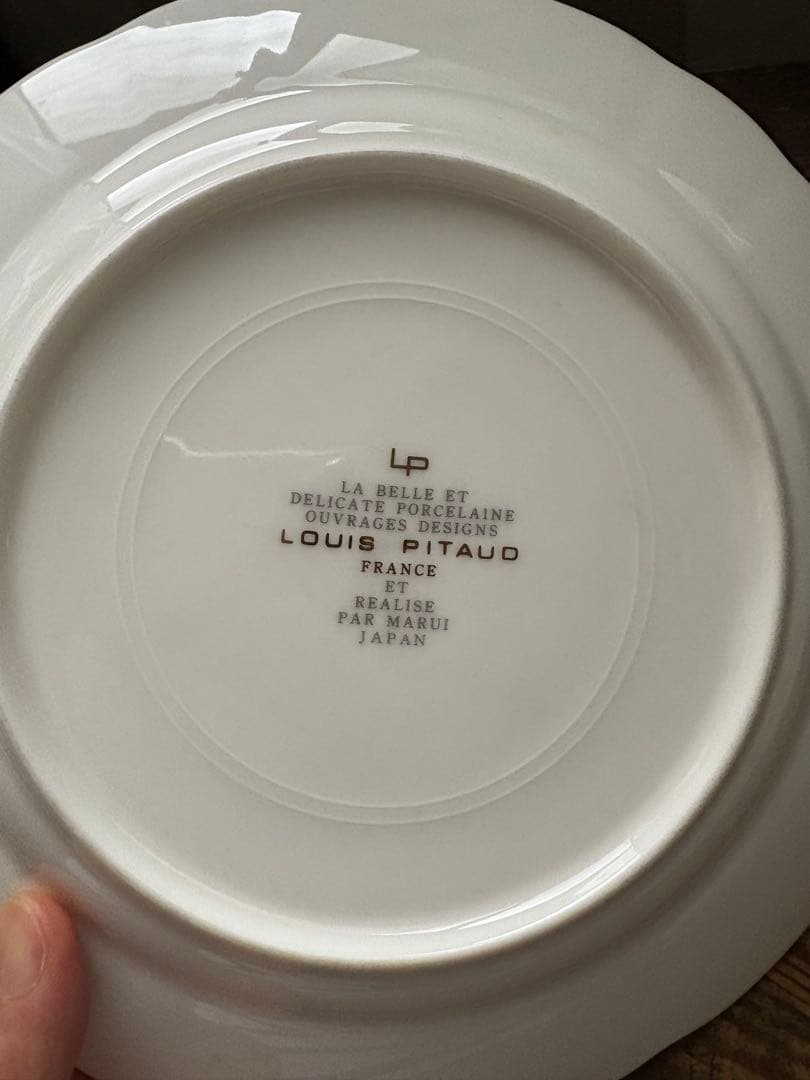 LP
LA BELLE ET
DELICATE PORCELAINE
OUVRAGES DESIGNS
LOUIS PITAUD
FRANCE
ET
REALISE
PAR MARUI
JAPAN